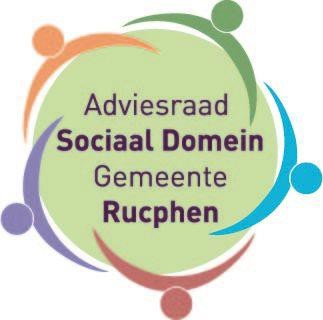 Adviesraad
Sociaal Domein
Gemeente
Rucphen